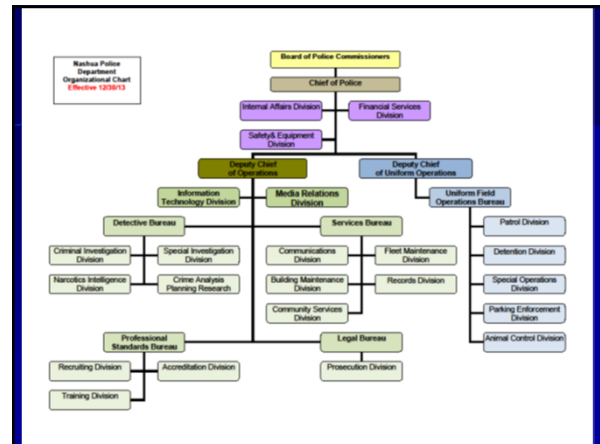 Nashua Police
Department
Organizational Chart
Effective 12/30/13
Board of Police Commissioners
Chief of Police
Internal Affairs Division
Financial Services
Division
Safety& Equipment
Division
Deputy Chief
of Operations
Deputy Chief
of Uniform Operations
Information
Technology Division
Media Relations
Division
Uniform Field
Operations Bureau
Detective Bureau
Services Bureau
Patrol Division
Criminal Investigation
Division
Special Investigation
Division
Communications
Division
Fleet Maintenance
Division
Detention Division
Narcotics Intelligence
Division
Crime Analysis
Planning Research
Building Maintenance
Division
Records Division
Special Operations
Division
Community Services
Division
Parking Enforcement
Division
Professional
Standards Bureau
Legal Bureau
Animal Control Division
Recruiting Division
Accreditation Division
Prosecution Division
Training Division